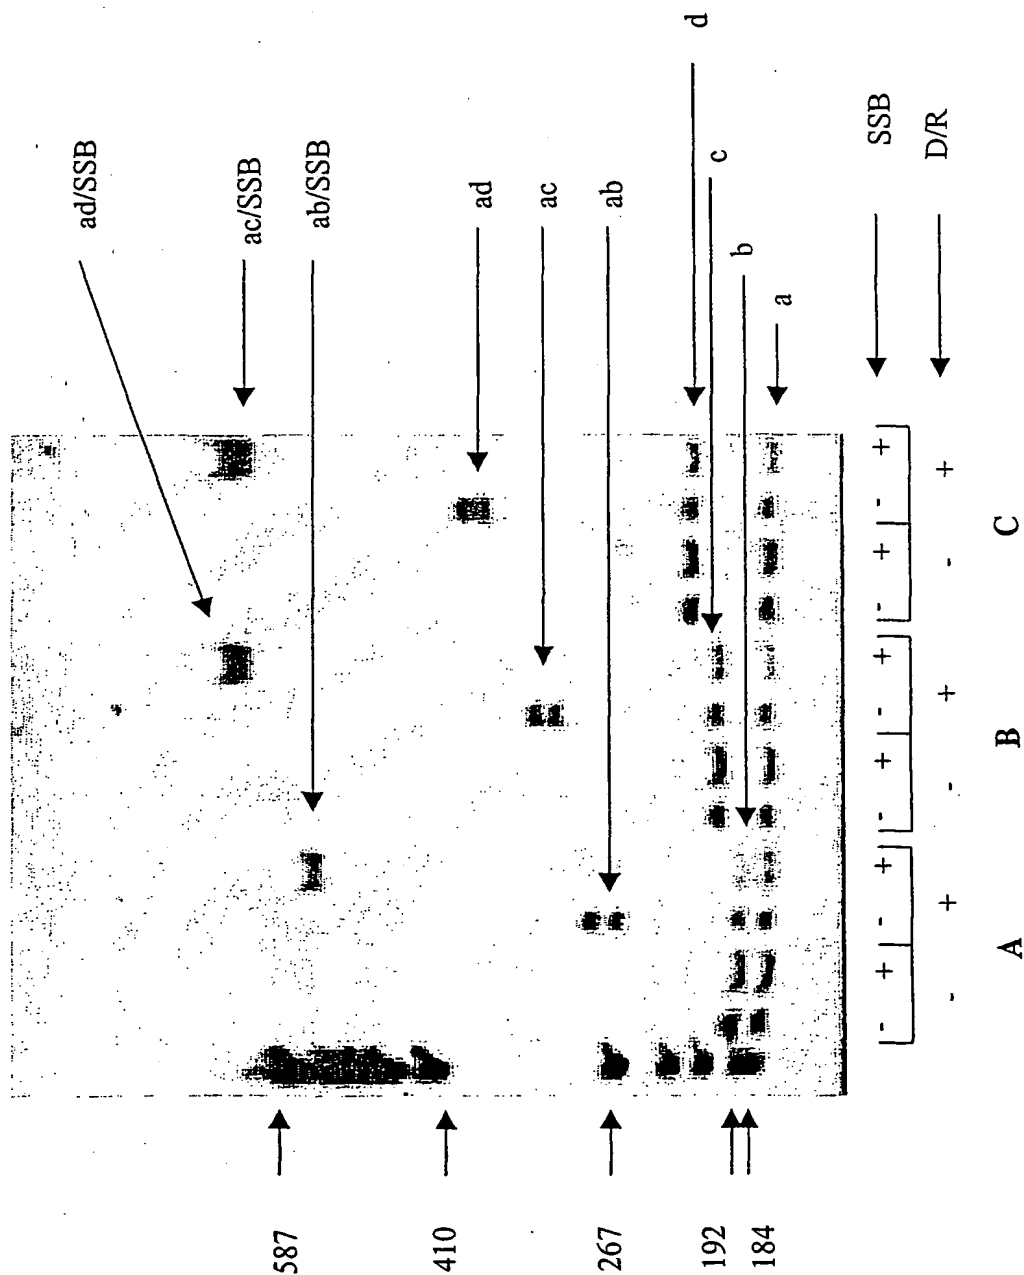 ad/SSB
ac/SSB
ab/SSB
ad
ac
ab
d
c
b
a
SSB
D/R
- + - + - + - + - + - +
- + - + - +
A B C
587
410
267
192
184